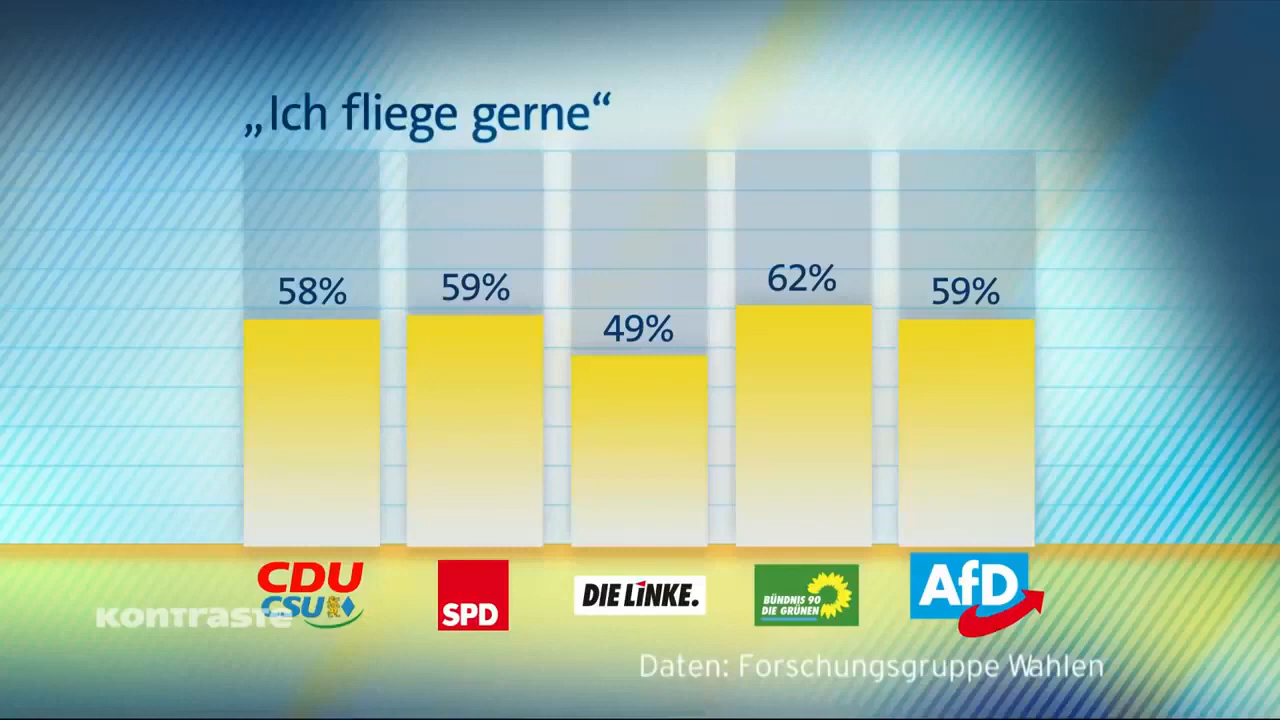 „Ich fliege gerne“
58%
59%
49%
62%
59%
CDU
CSU
SPD
DIE LINKE.
BÜNDNIS 90
DIE GRÜNEN
AfD
KONTRASTE
Daten: Forschungsgruppe Wahlen